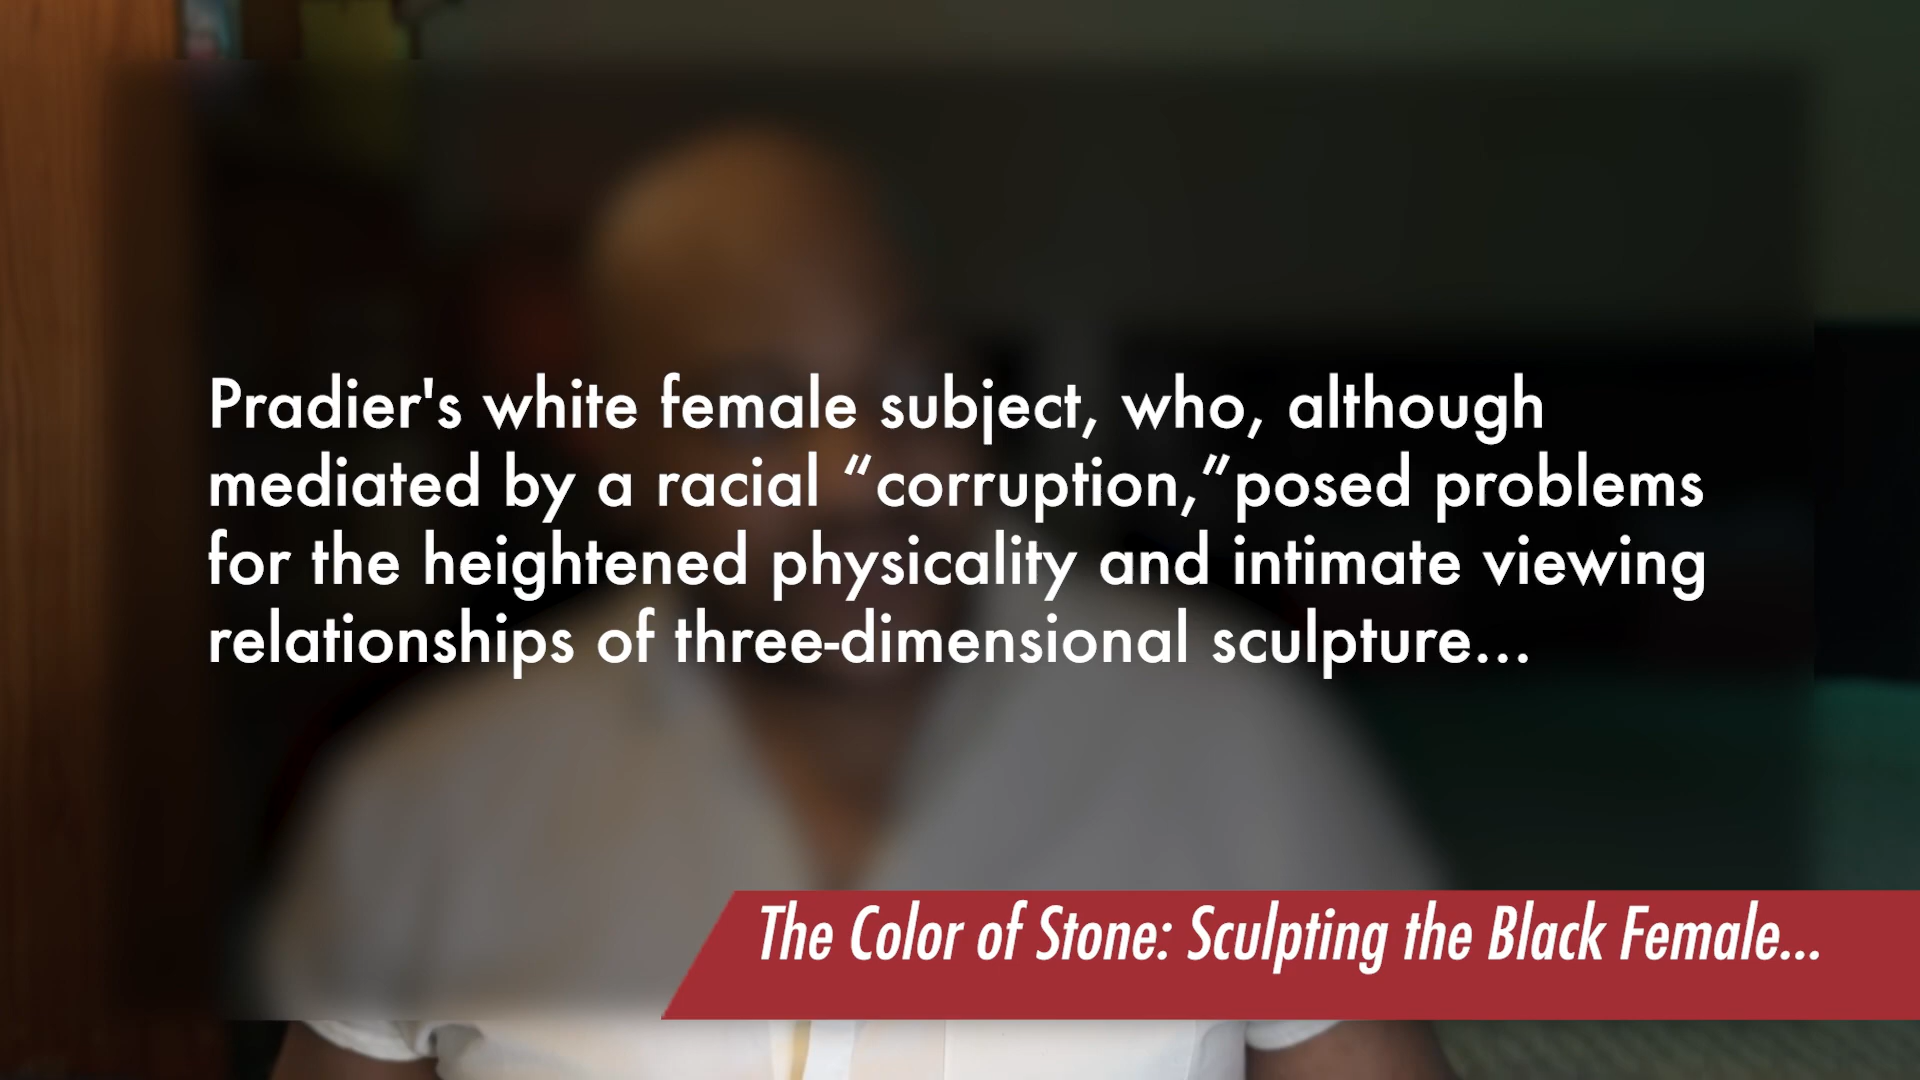 Pradier's white female subject, who, although
mediated by a racial “corruption,”posed problems
for the heightened physicality and intimate viewing
relationships of three-dimensional sculpture...
The Color of Stone: Sculpting the Black Female...